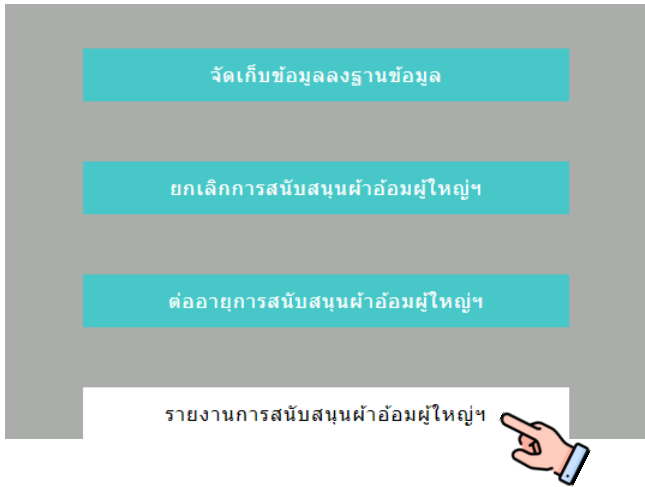 จัดเก็บข้อมูลลงฐานข้อมูล
ยกเลิกการสนับสนุนผ้าอ้อมผู้ใหญ่ฯ
ต่ออายุการสนับสนุนผ้าอ้อมผู้ใหญ่ฯ
รายงานการสนับสนุนผ้าอ้อมผู้ใหญ่ฯ